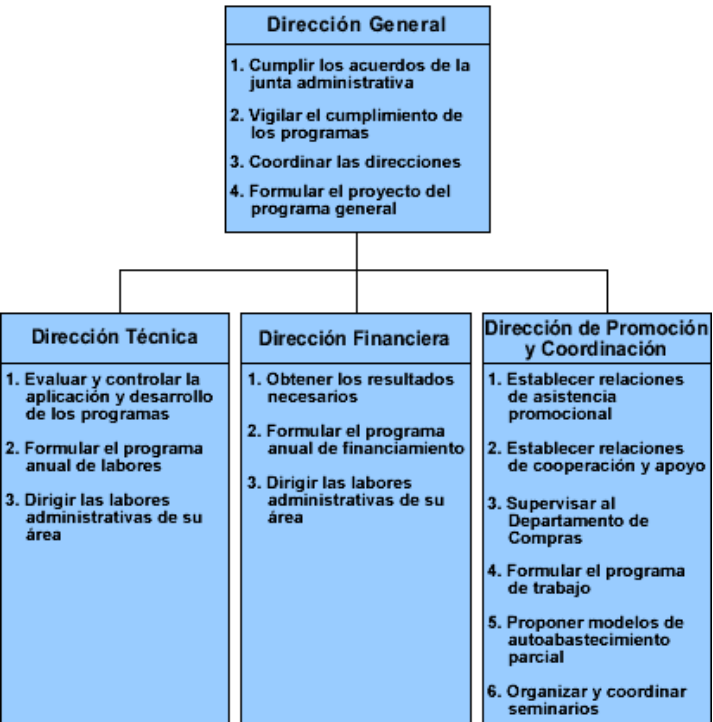 Dirección General
1. Cumplir los acuerdos de la
junta administrativa
2. Vigilar el cumplimiento de
los programas
3. Coordinar las direcciones
4. Formular el proyecto del
programa general
Dirección Técnica
1. Evaluar y controlar la
aplicación y desarrollo
de los programas
2. Formular el programa
anual de labores
3. Dirigir las labores
administrativas de su
área
Dirección Financiera
1. Obtener los resultados
necesarios
2. Formular el programa
anual de financiamiento
3. Dirigir las labores
administrativas de su
área
Dirección de Promoción
y Coordinación
1. Establecer relaciones
de asistencia
promocional
2. Establecer relaciones
de cooperación y apoyo
3. Supervisar al
Departamento de
Compras
4. Formular el programa
de trabajo
5. Proponer modelos de
autoabastecimiento
parcial
6. Organizar y coordinar
seminarios